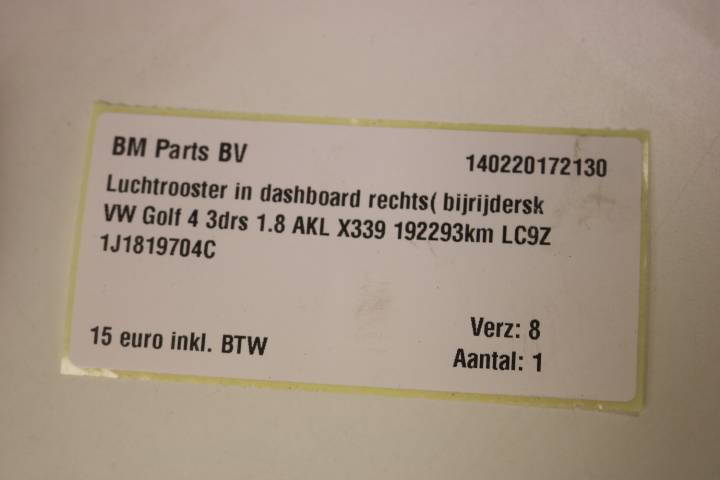 BM Parts BV 140220172130
Luchtrooster in dashboard rechts( bijrijdersk
VW Golf 4 3drs 1.8 AKL X339 192293km LC9Z
1J1819704C
15 euro inkl. BTW Verz: 8
Aantal: 1